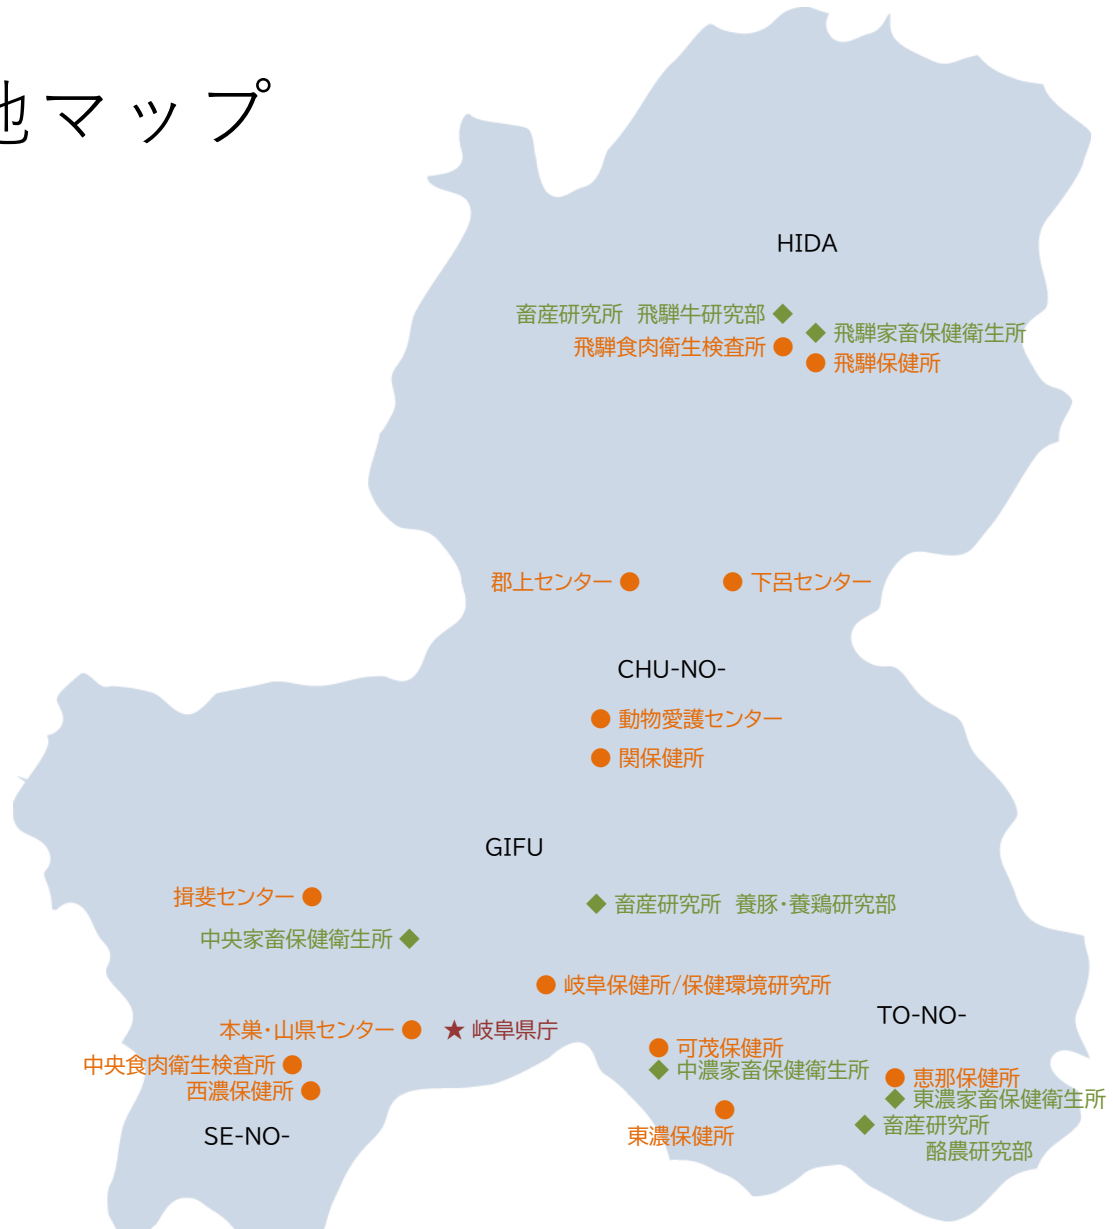 地マップ
HIDA
畜産研究所 飛騨牛研究部
飛騨家畜保健衛生所
飛騨食肉衛生検査所
飛騨保健所
郡上センター
下呂センター
CHU-NO-
動物愛護センター
関保健所
GIFU
揖斐センター
畜産研究所 養豚・養鶏研究部
中央家畜保健衛生所
岐阜保健所/保健環境研究所
TO-NO-
本巣・山県センター
岐阜県庁
可茂保健所
中央食肉衛生検査所
中濃家畜保健衛生所
恵那保健所
西濃保健所
東濃家畜保健衛生所
畜産研究所
酪農研究部
東濃保健所
SE-NO-